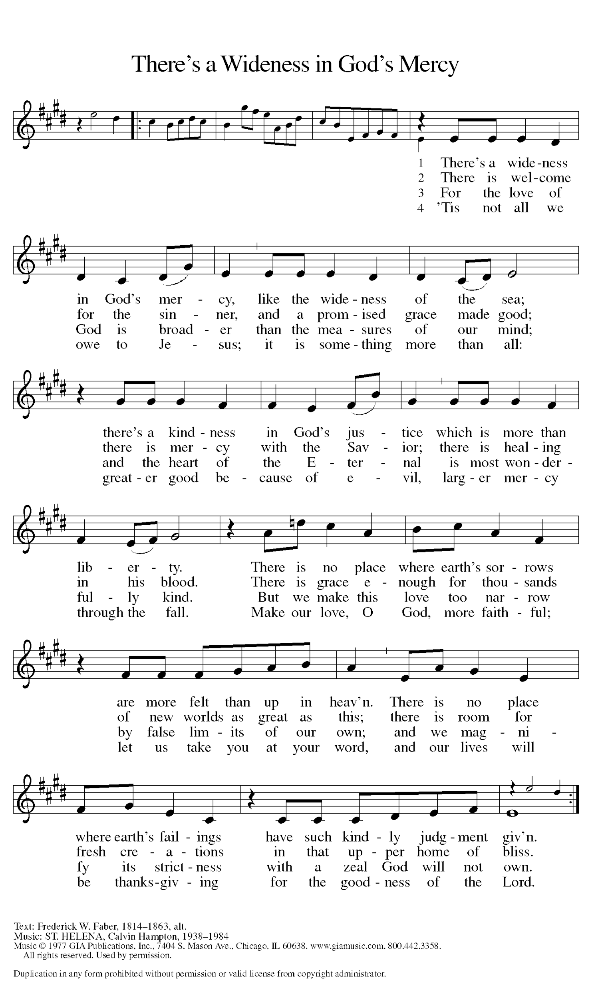 There’s a Wideness in God’s Mercy
1 There’s a wide - ness
2 There is wel - come
3 For the love of
4 ’Tis not all we
in God’s mer - cy, like the wide - ness of the sea;
for the sin - ner, and a prom - ised grace made good;
God is broad - er than the mea - sures of our mind;
owe to Je - sus; it is some - thing more than all:
there’s a kind - ness in God’s jus - tice which is more than
there is mer - cy with the Sav - ior; there is heal - ing
and the heart of the E - ter - nal is most won - der -
great - er good be - cause of e - vil, larg - er mer - cy
lib - er - ty. There is no place where earth’s sor - rows
in his blood. There is grace e - nough for thou - sands
ful - ly kind. But we make this love too nar - row
through the fall. Make our love, O God, more faith - ful;
are more felt than up in heav’n. There is no place
of new worlds as great as this; there is room for
by false lim - its of our own; and we mag - ni -
let us take you at your word, and our lives will
where earth’s fail - ings have such kind - ly judg - ment giv’n.
fresh cre - a - tions in that up - per home of bliss.
fy its strict - ness with a zeal God will not own.
be thanks - giv - ing for the good - ness of the Lord.
Text: Frederick W. Faber, 1814–1863, alt.
Music: ST. HELENA, Calvin Hampton, 1938–1984
Music © 1977 GIA Publications, Inc., 7404 S. Mason Ave., Chicago, IL 60638. www.giamusic.com. 800.442.3358.
All rights reserved. Used by permission.
Duplication in any form prohibited without permission or valid license from copyright administrator.